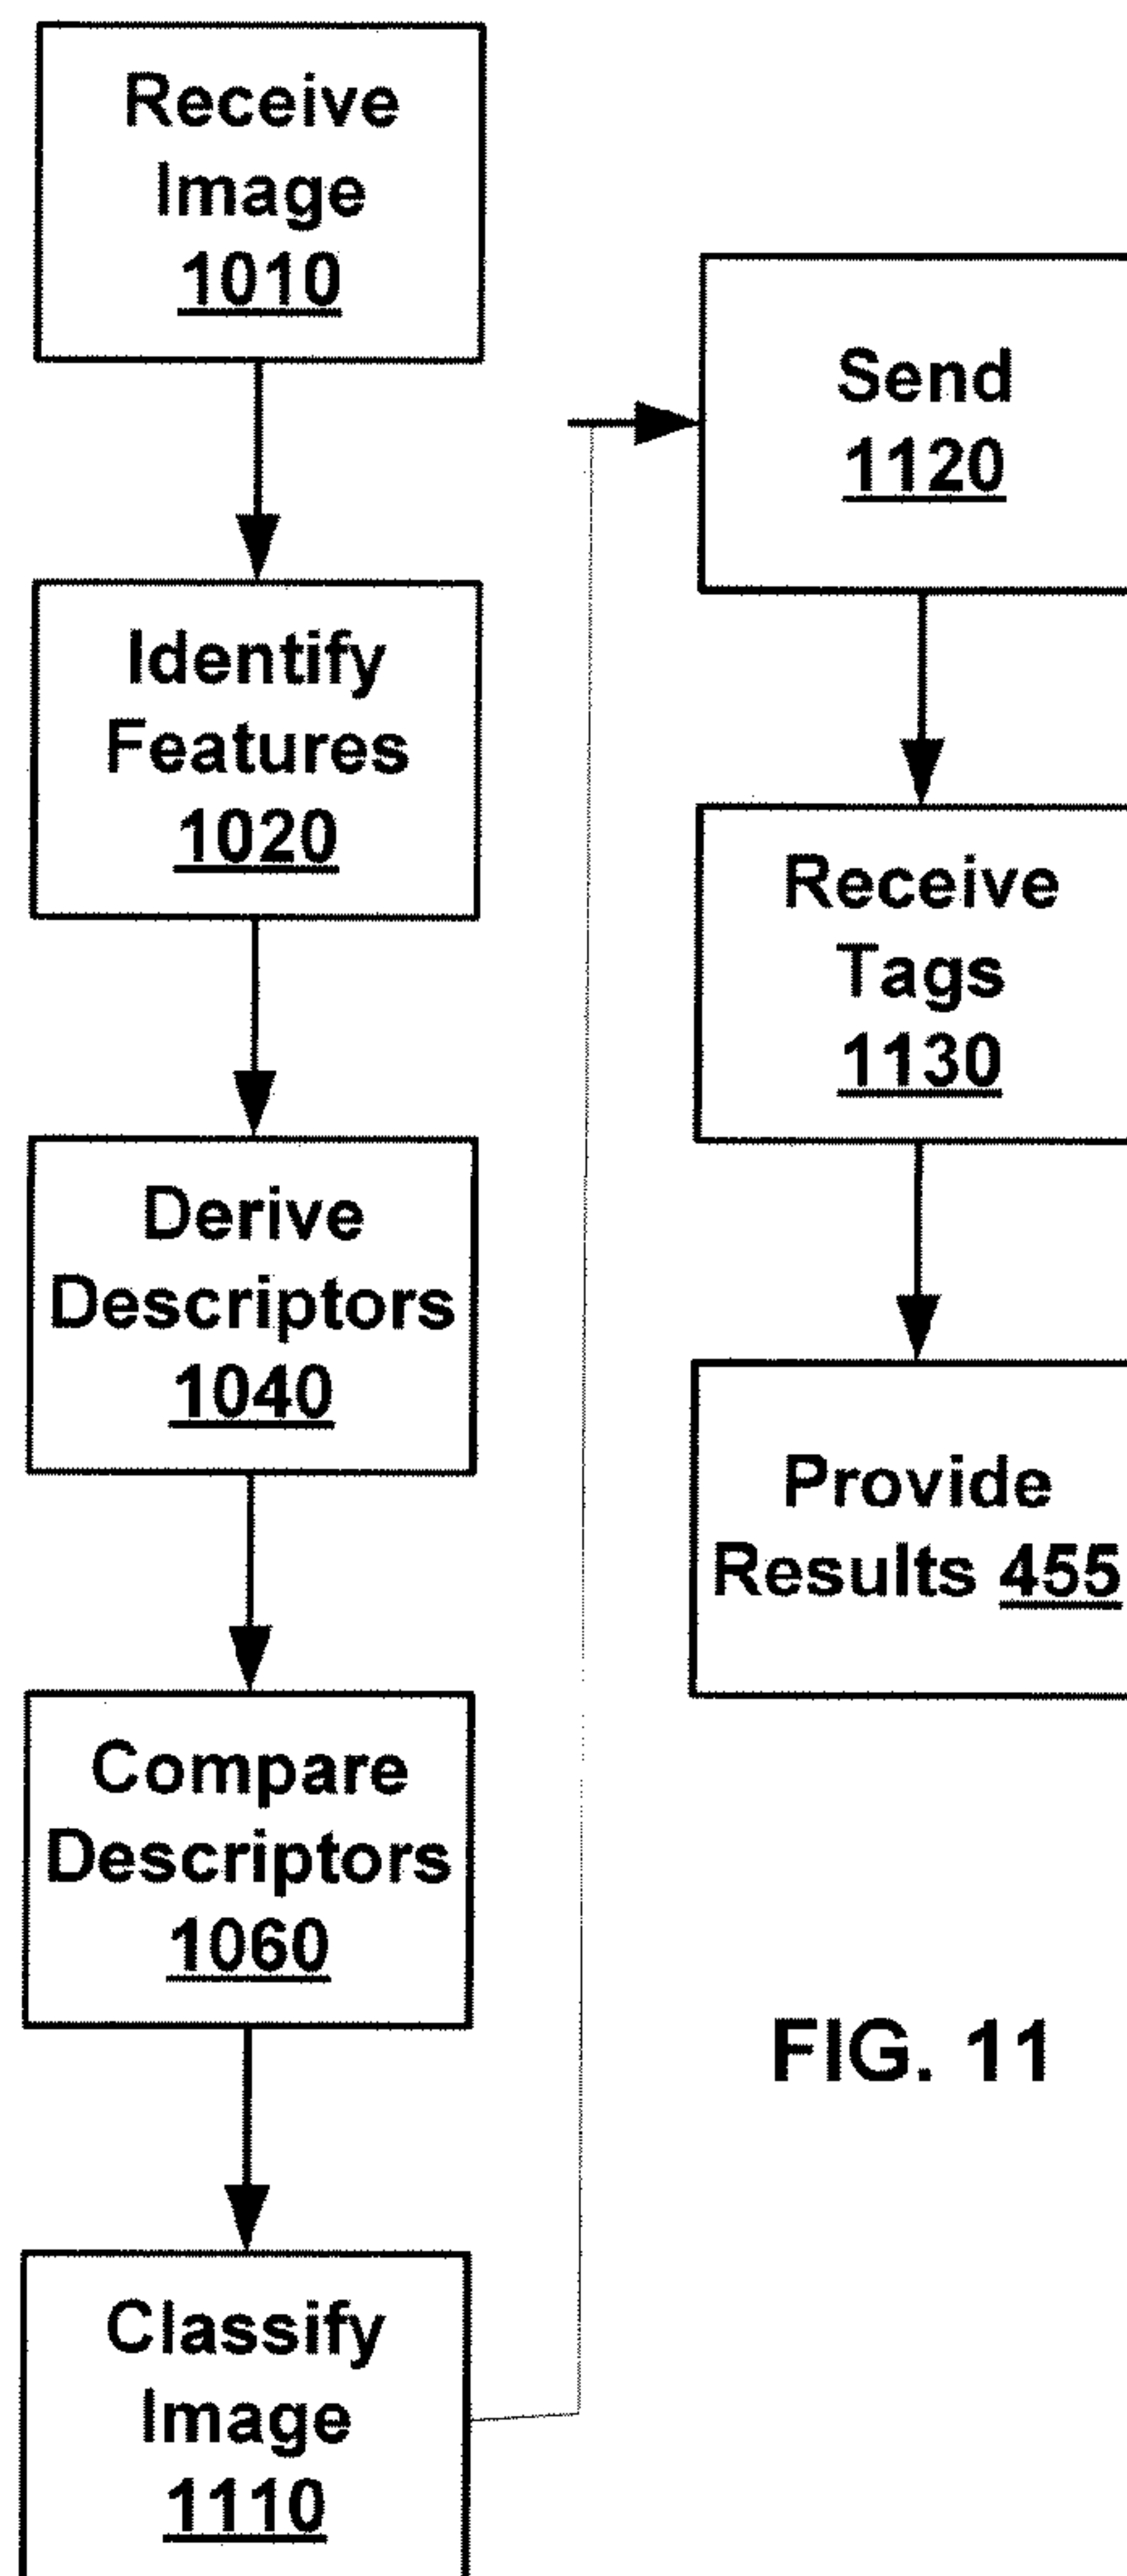 Receive
Image
1010
Identify
Features
1020
Derive
Descriptors
1040
Compare
Descriptors
1060
Classify
Image
1110
Send
1120
Receive
Tags
1130
Provide
Results 455
FIG. 11